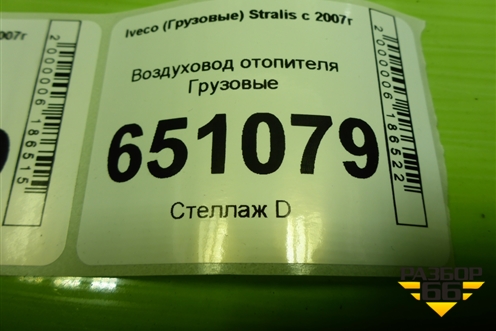 2007г
2000006186515
Iveco (Грузовые) Stralis с 2007г
Воздуховод отопителя
Грузовые
651079
Стеллаж D
2000006186522
РАЗБОР
66